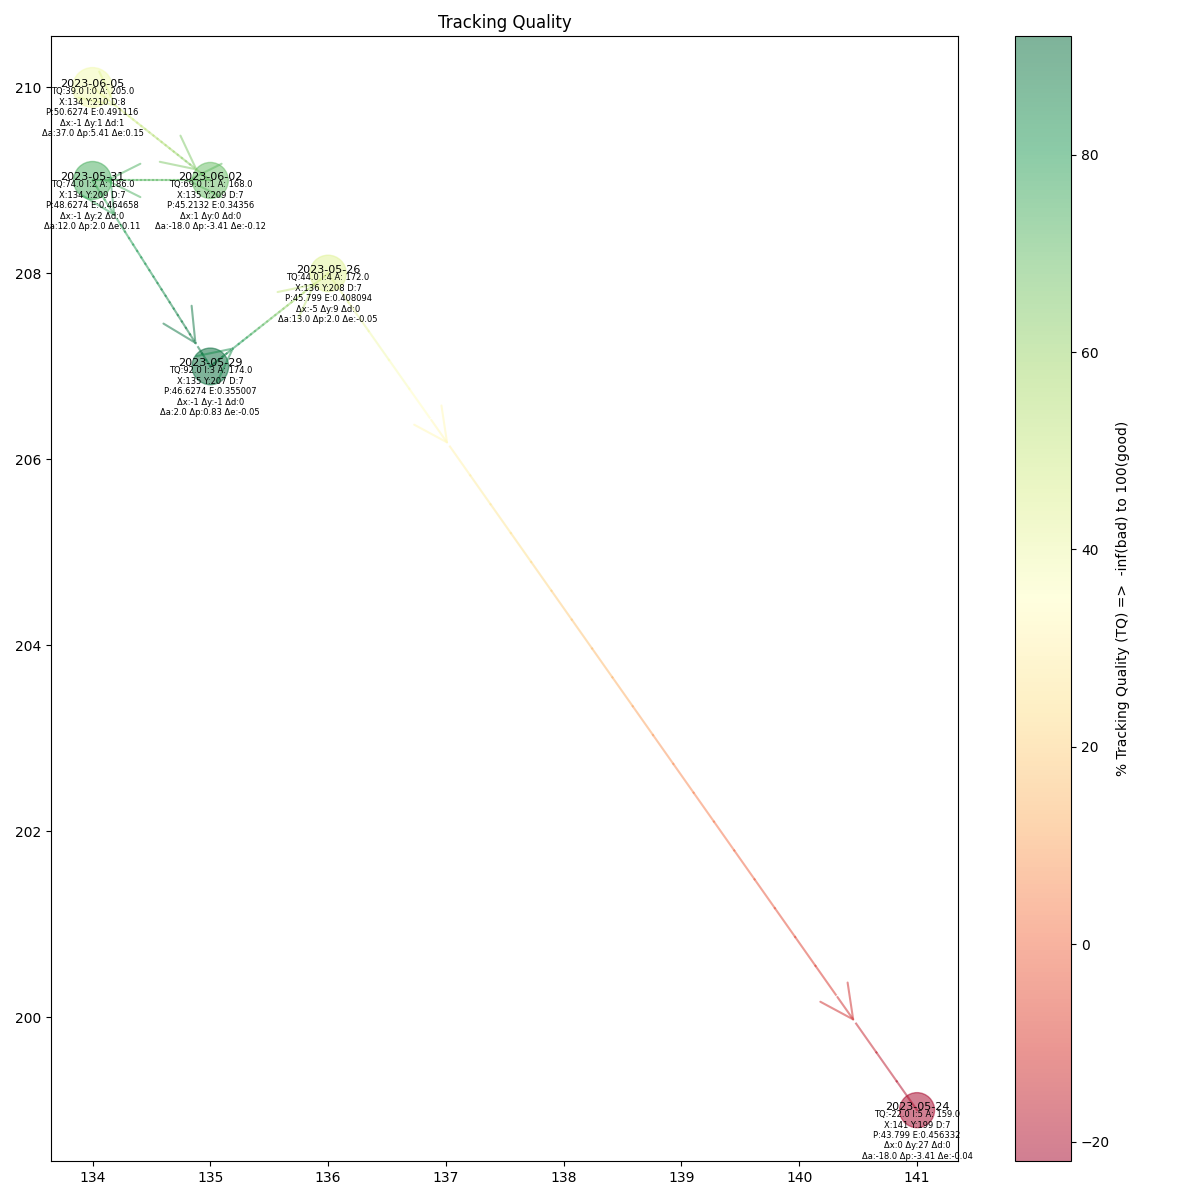 Tracking Quality
210
208
206
204
202
200
134
135
136
137
138
139
140
141
2023-06-05
TQ:39.0 I:0 A: 205.0
X:134 Y:210 D:8
P:50.6274 E:0.491116
Δx:-1 Δy:1 Δd:1
Δa:37.0 Δp:5.41 Δe:0.15
2023-05-31
TQ:74.0 I:2 A: 186.0
X:134 Y:209 D:7
P:48.6274 E:0.464658
Δx:-1 Δy:2 Δd:0
Δa:12.0 Δp:2.0 Δe:0.11
2023-06-02
TQ:69.0 I:1 A: 168.0
X:135 Y:209 D:7
P:45.2132 E:0.34356
Δx:1 Δy:0 Δd:0
Δa:-18.0 Δp:-3.41 Δe:-0.12
2023-05-26
TQ:44.0 I:4 A: 172.0
X:136 Y:208 D:7
P:45.799 E:0.408094
Δx:-5 Δy:9 Δd:0
Δa:13.0 Δp:2.0 Δe:-0.05
2023-05-29
TQ:92.0 I:3 A: 174.0
X:135 Y:207 D:7
P:46.6274 E:0.355007
Δx:-1 Δy:-1 Δd:0
Δa:2.0 Δp:0.83 Δe:-0.05
2023-05-24
TQ:-22.0 I:5 A: 159.0
X:141 Y:199 D:7
P:43.799 E:0.456332
Δx:0 Δy:27 Δd:0
Δa:-18.0 Δp:-3.41 Δe:-0.04
80
60
40
20
0
−20
% Tracking Quality (TQ) => -inf(bad) to 100(good)